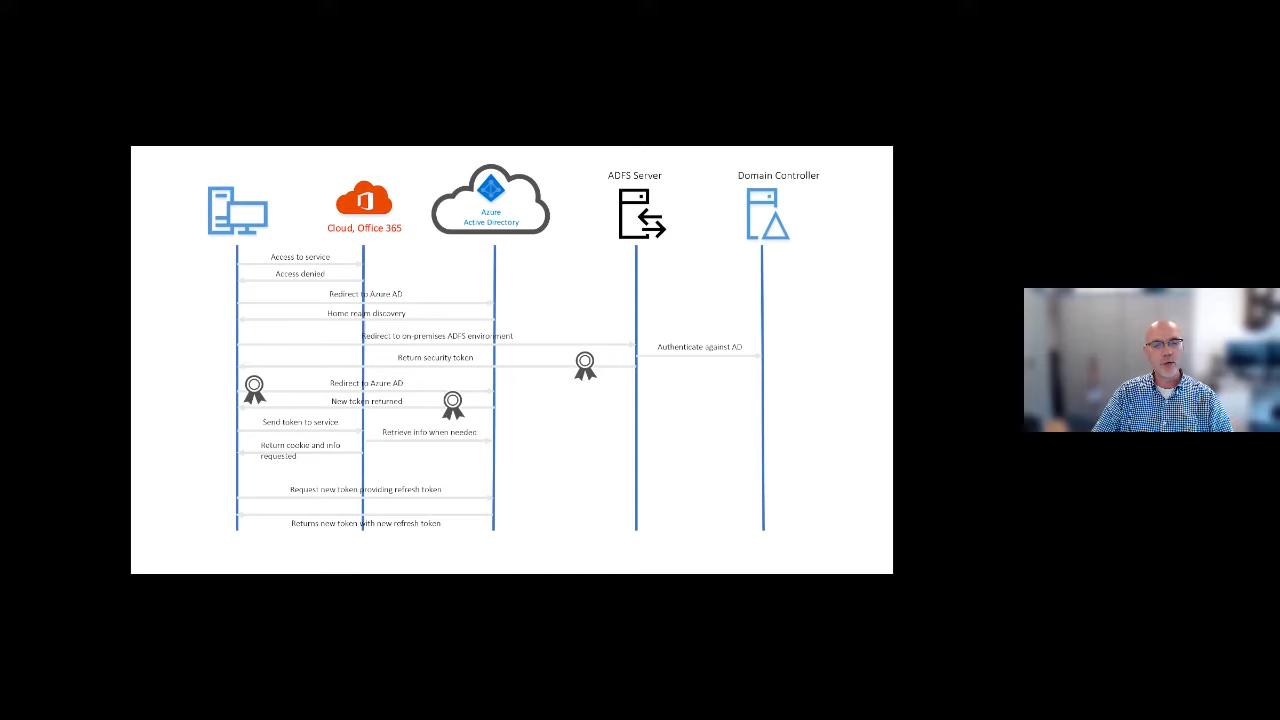 ADFS Server
Domain Controller
Azure
Active Directory
Cloud, Office 365
Access to service
Access denied
Redirect to Azure AD
Home realm discovery
Redirect to on-premises ADFS environment
Authenticate against AD
Return security token
Redirect to Azure AD
New token returned
Send token to service
Retrieve info when needed
Return cookie and info
requested
Request new token providing refresh token
Returns new token with new refresh token